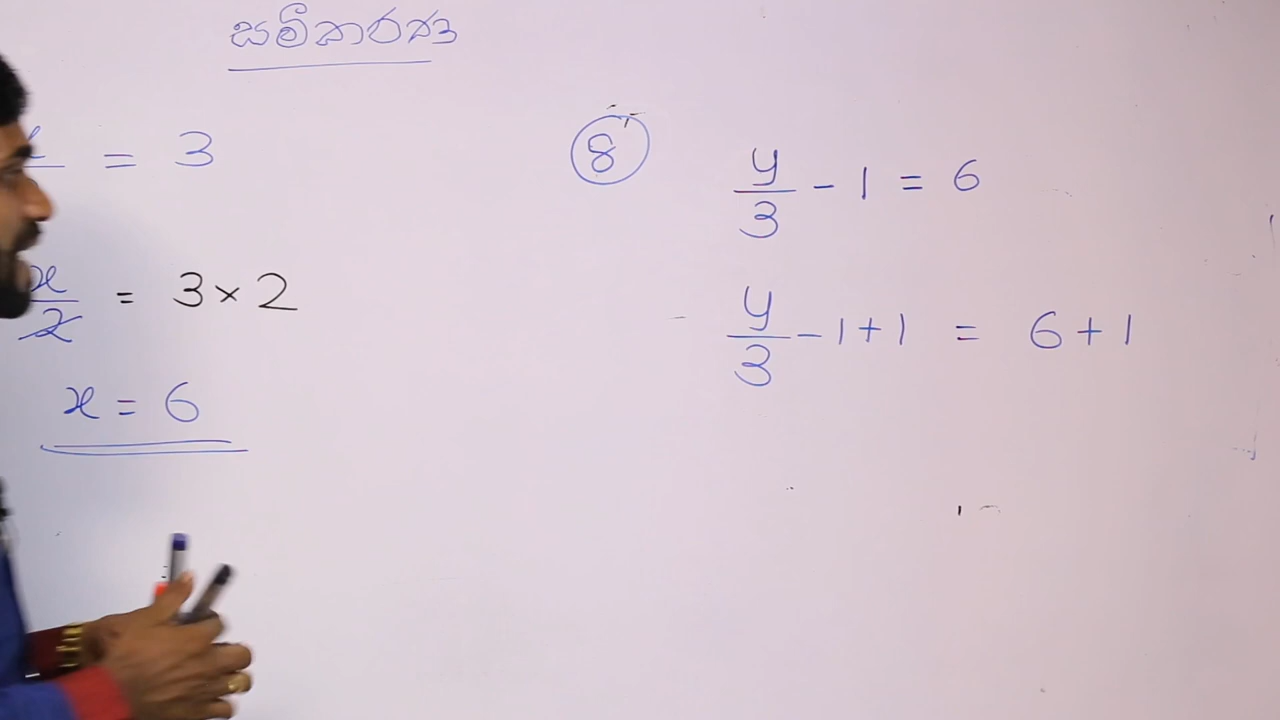 සමීකරණ
= 3
x/2 = 3 × 2
x = 6
8
y/3 - 1 = 6
y/3 - 1 + 1 = 6 + 1